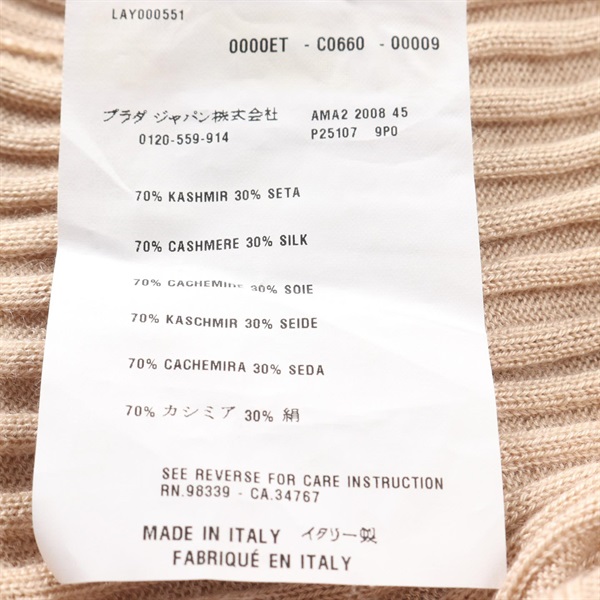 LAY000551
0000ET - C0660 - 00009
プラダ ジャパン株式会社 AMA2 2008 45
0120-559-914 P25107 9P0
70% KASHMIR 30% SETA
70% CASHMERE 30% SILK
70% CACHEMIRE 30% SOIE
70% KASCHMIR 30% SEIDE
70% CACHEMIRA 30% SEDA
70% カシミア 30% 絹
SEE REVERSE FOR CARE INSTRUCTION
RN.98339 - CA.34767
MADE IN ITALY イタリー製
FABRIQUÉ EN ITALY